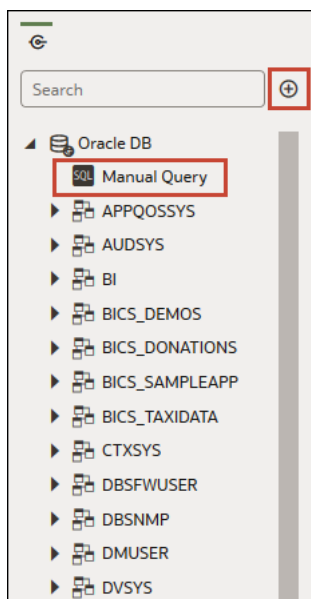 Search
Oracle DB
SQL Manual Query
APPQOSSYS
AUDSYS
BI
BICS_DEMOS
BICS_DONATIONS
BICS_SAMPLEAPP
BICS_TAXIDATA
CTXSYS
DBSFWUSER
DBSNMP
DMUSER
DVSYS